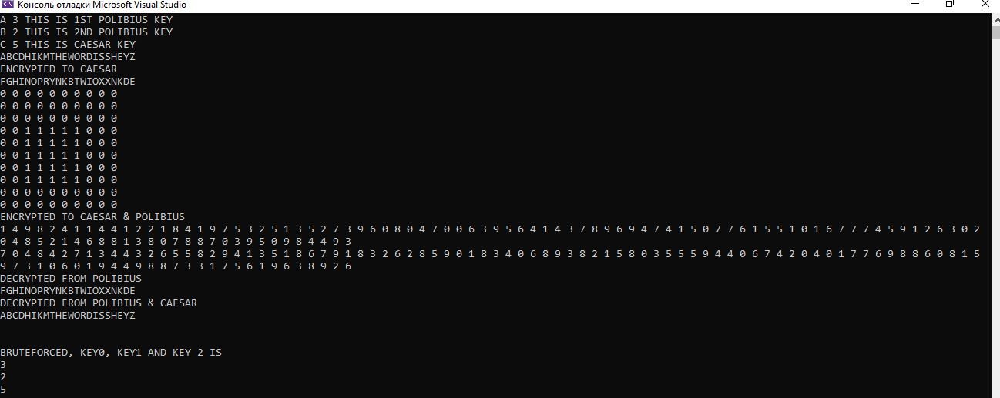 Консоль отладки Microsoft Visual Studio
A 3 THIS IS 1ST POLIBIUS KEY
B 2 THIS IS 2ND POLIBIUS KEY
C 5 THIS IS CAESAR KEY
ABCDHIKMTHEWORDISSHEYZ
ENCRYPTED TO CAESAR
FGHINOPRYNKBTWIOXXNKDE
0 0 0 0 0 0 0 0 0 0
0 0 0 0 0 0 0 0 0 0
0 0 0 0 0 0 0 0 0 0
0 0 1 1 1 1 1 0 0 0
0 0 1 1 1 1 1 0 0 0
0 0 1 1 1 1 1 0 0 0
0 0 1 1 1 1 1 0 0 0
0 0 1 1 1 1 1 0 0 0
0 0 0 0 0 0 0 0 0 0
0 0 0 0 0 0 0 0 0 0
ENCRYPTED TO CAESAR & POLIBIUS
1 4 9 8 2 4 1 1 4 4 1 2 2 1 8 4 1 9 7 5 3 2 5 1 3 5 2 7 3 9 6 0 8 0 4 7 0 0 6 3 9 5 6 4 1 4 3 7 8 9 6 9 4 7 4 1 5 0 7 7 6 1 5 5 1 0 1 6 7 7 7 4 5 9 1 2 6 3 0 2
0 4 8 5 2 1 4 6 8 8 1 3 8 0 7 8 8 7 0 3 9 5 0 9 8 4 4 9 3
7 0 4 8 4 2 7 1 3 4 4 3 2 6 5 5 8 2 9 4 1 3 5 1 8 6 7 9 1 8 3 2 6 2 8 5 9 0 1 8 3 4 0 6 8 9 3 8 2 1 5 8 0 3 5 5 5 9 4 4 0 6 7 4 2 0 4 0 1 7 7 6 9 8 8 6 0 8 1 5
9 7 3 1 0 6 0 1 9 4 4 9 8 8 7 3 3 1 7 5 6 1 9 6 3 8 9 2 6
DECRYPTED FROM POLIBIUS
FGHINOPRYNKBTWIOXXNKDE
DECRYPTED FROM POLIBIUS & CAESAR
ABCDHIKMTHEWORDISSHEYZ
BRUTEFORCED, KEY0, KEY1 AND KEY 2 IS
3
2
5